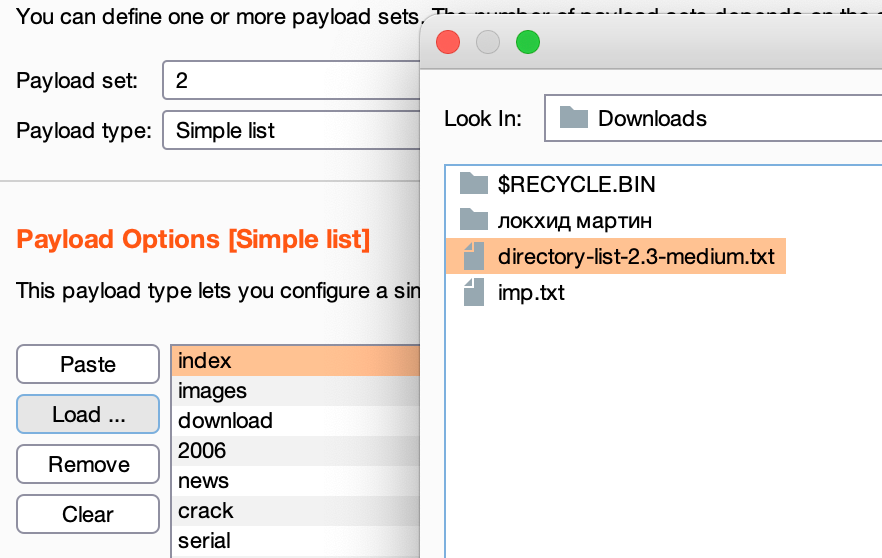 You can define one or more payload sets. The number of payload sets depends on the
Payload set:
2
Payload type:
Simple list
Payload Options [Simple list]
This payload type lets you configure a sin
Paste
Load ...
Remove
Clear
index
images
download
2006
news
crack
serial
Look In:
Downloads
$RECYCLE.BIN
локхид мартин
directory-list-2.3-medium.txt
imp.txt